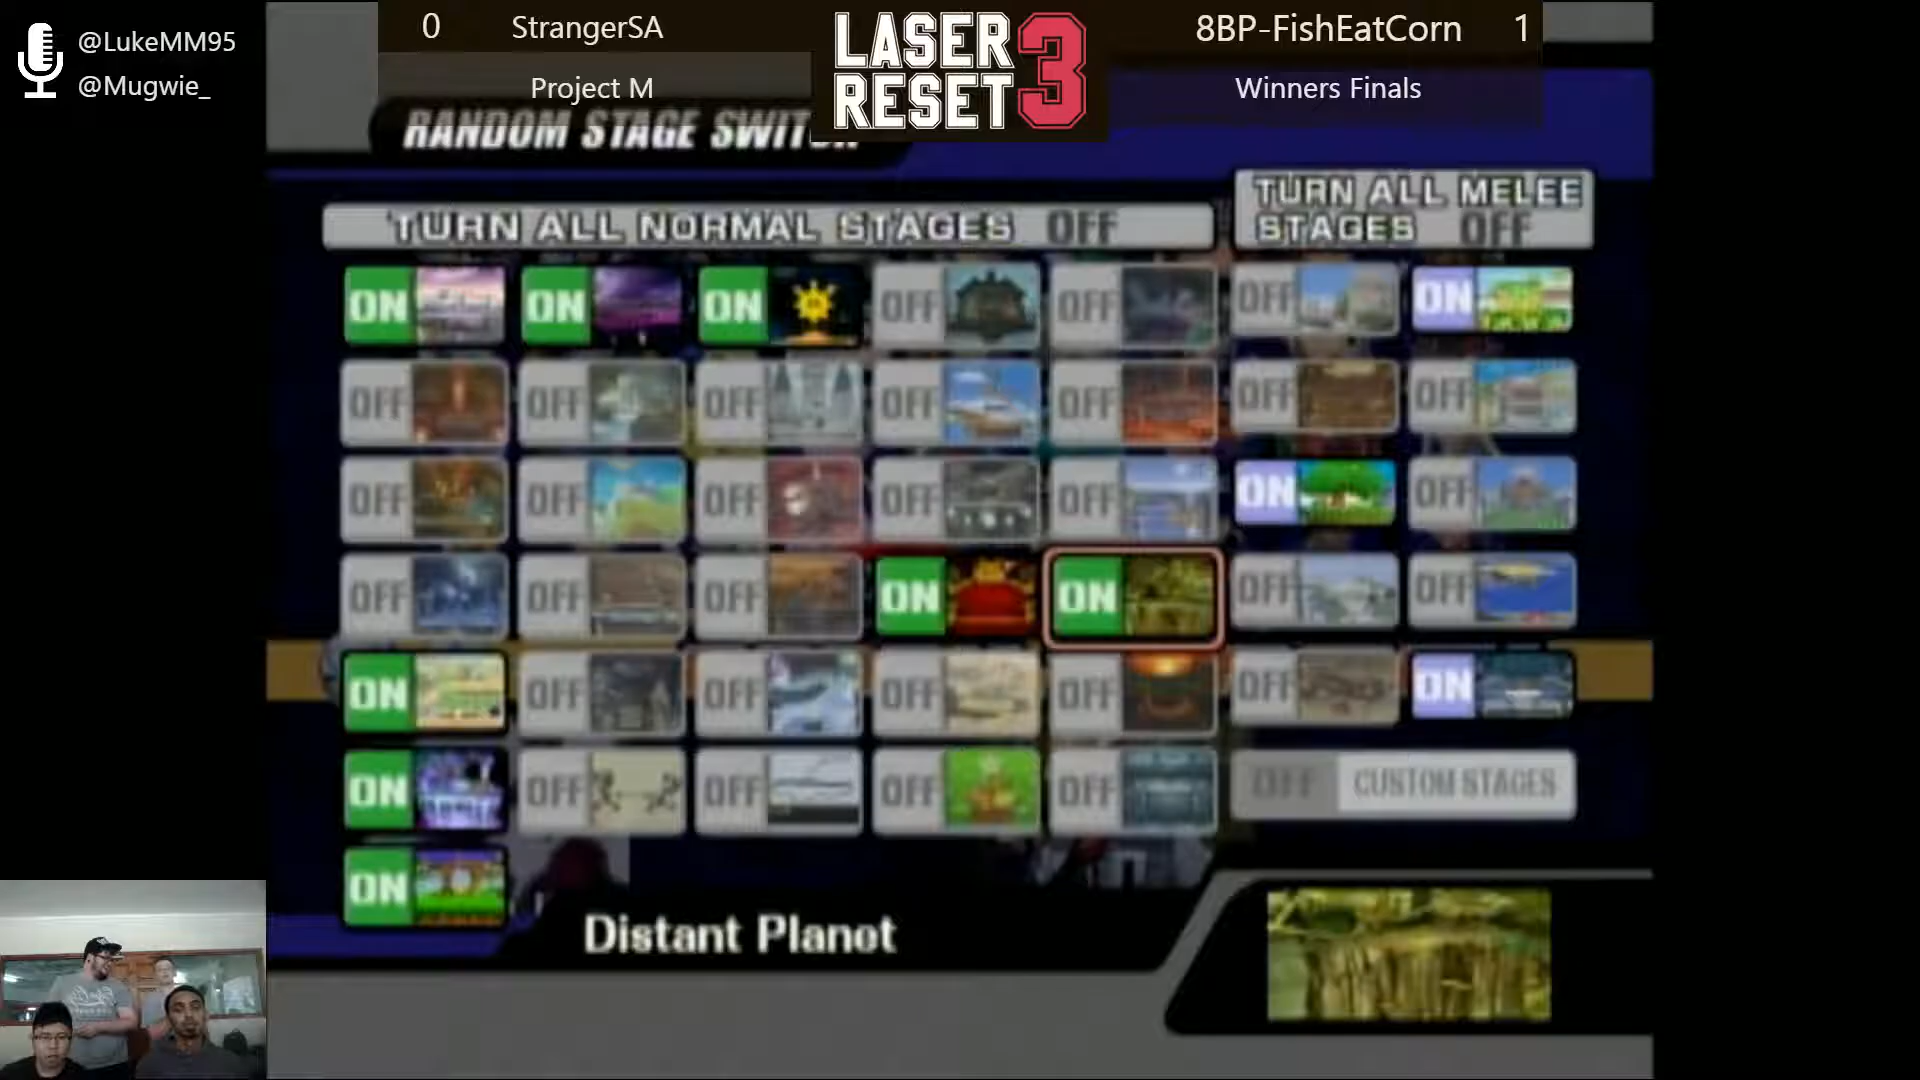 @LukeMM95
@Mugwie_
0 StrangerSA
Project M
LASER
RESET 3
8BP-FishEatCorn 1
Winners Finals
RANDOM STAGE SWITCH
TURN ALL NORMAL STAGES OFF
TURN ALL MELEE
STAGES OFF
ON ON ON OFF OFF OFF ON
OFF OFF OFF OFF OFF OFF OFF
OFF OFF OFF OFF OFF ON OFF
OFF OFF OFF ON ON OFF OFF
ON OFF OFF OFF OFF OFF ON
ON OFF OFF OFF OFF OFF CUSTOM STAGES
ON
Distant Planet